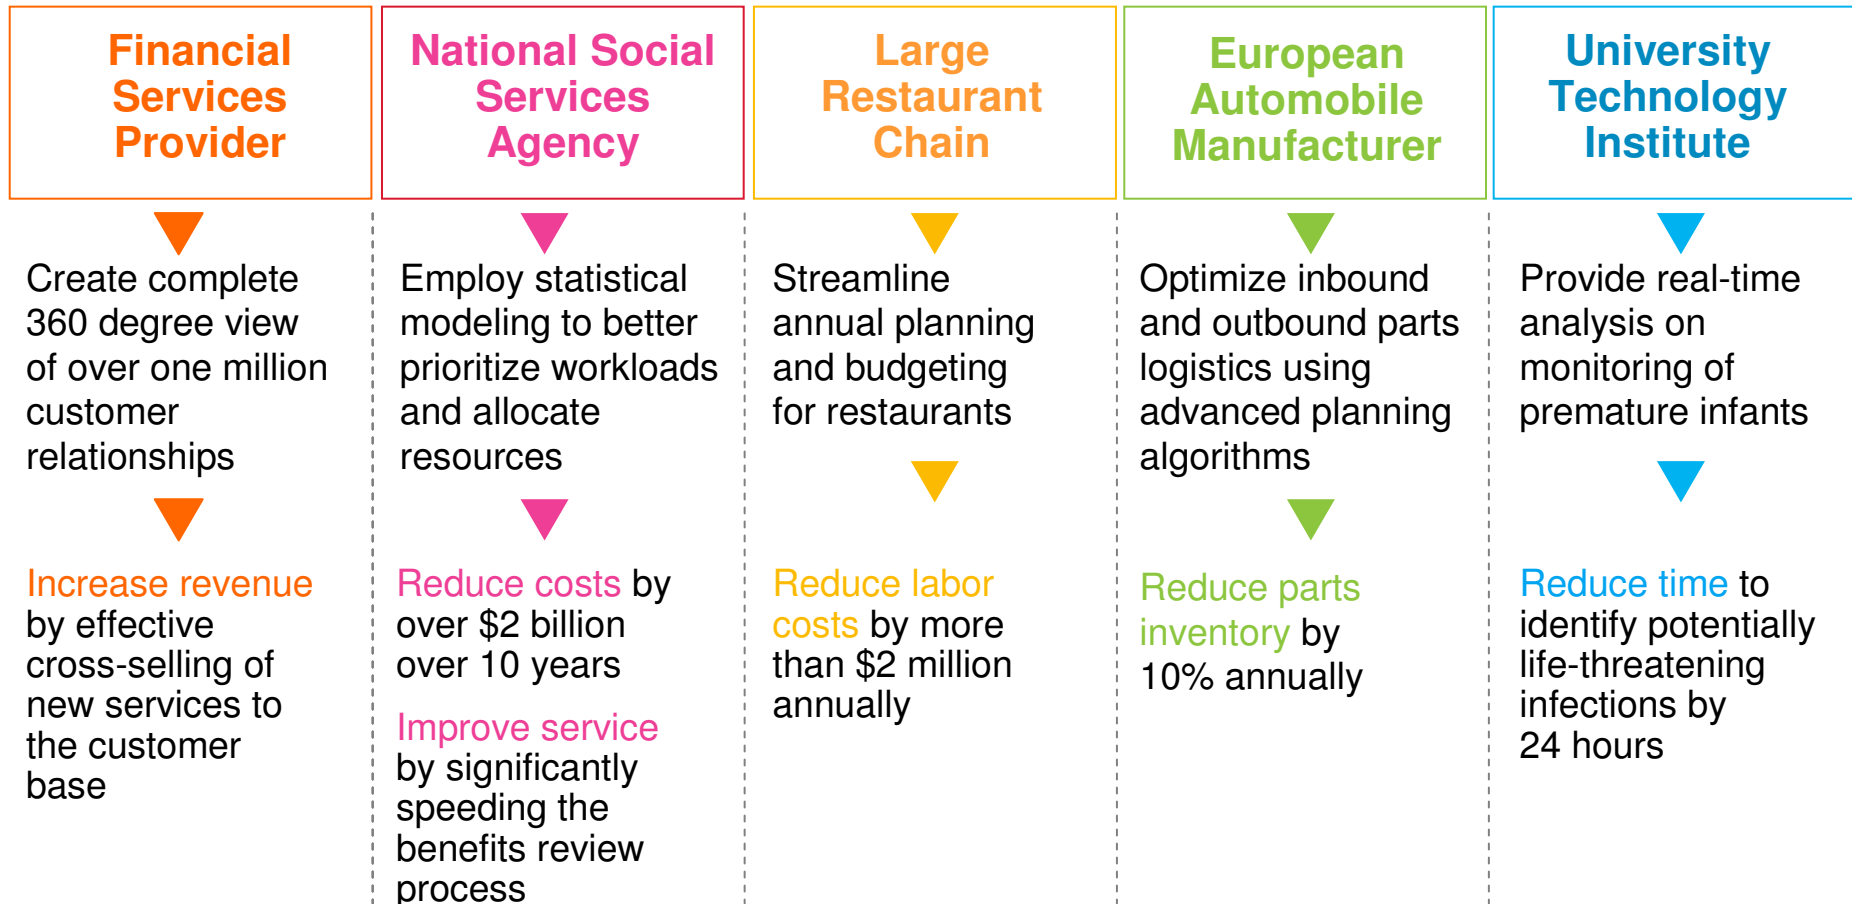 Financial
Services
Provider
Create complete
360 degree view
of over one million
customer
relationships
Increase revenue
by effective
cross-selling of
new services to
the customer
base
National Social
Services
Agency
Employ statistical
modeling to better
prioritize workloads
and allocate
resources
Reduce costs by
over $2 billion
over 10 years
Improve service
by significantly
speeding the
benefits review
process
Large
Restaurant
Chain
Streamline
annual planning
and budgeting
for restaurants
Reduce labor
costs by more
than $2 million
annually
European
Automobile
Manufacturer
Optimize inbound
and outbound parts
logistics using
advanced planning
algorithms
Reduce parts
inventory by
10% annually
University
Technology
Institute
Provide real-time
analysis on
monitoring of
premature infants
Reduce time to
identify potentially
life-threatening
infections by
24 hours